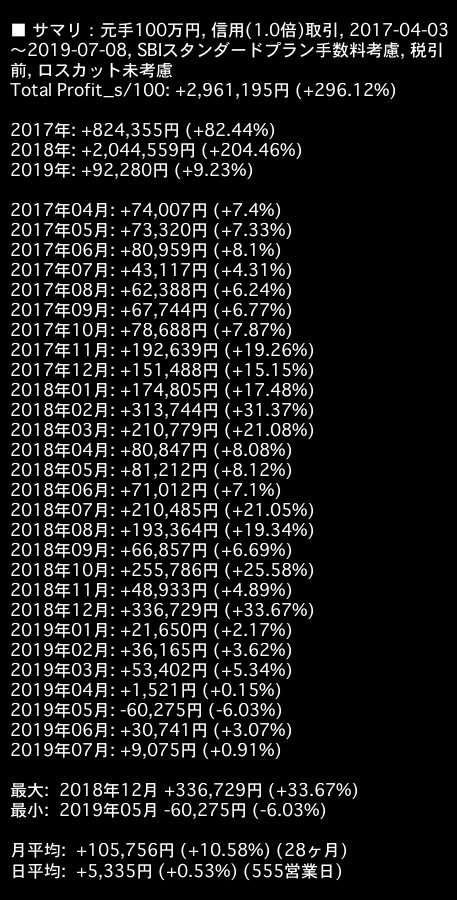 ■ サマリ：元手100万円, 信用(1.0倍)取引, 2017-04-03
～2019-07-08, SBIスタンダードプラン手数料考慮, 税引
前, ロスカット未考慮
Total Profit_s/100: +2,961,195円 (+296.12%)
2017年: +824,355円 (+82.44%)
2018年: +2,044,559円 (+204.46%)
2019年: +92,280円 (+9.23%)
2017年04月: +74,007円 (+7.4%)
2017年05月: +73,320円 (+7.33%)
2017年06月: +80,959円 (+8.1%)
2017年07月: +43,117円 (+4.31%)
2017年08月: +62,388円 (+6.24%)
2017年09月: +67,744円 (+6.77%)
2017年10月: +78,688円 (+7.87%)
2017年11月: +192,639円 (+19.26%)
2017年12月: +151,488円 (+15.15%)
2018年01月: +174,805円 (+17.48%)
2018年02月: +313,744円 (+31.37%)
2018年03月: +210,779円 (+21.08%)
2018年04月: +80,847円 (+8.08%)
2018年05月: +81,212円 (+8.12%)
2018年06月: +71,012円 (+7.1%)
2018年07月: +210,485円 (+21.05%)
2018年08月: +193,364円 (+19.34%)
2018年09月: +66,857円 (+6.69%)
2018年10月: +255,786円 (+25.58%)
2018年11月: +48,933円 (+4.89%)
2018年12月: +336,729円 (+33.67%)
2019年01月: +21,650円 (+2.17%)
2019年02月: +36,165円 (+3.62%)
2019年03月: +53,402円 (+5.34%)
2019年04月: +1,521円 (+0.15%)
2019年05月: -60,275円 (-6.03%)
2019年06月: +30,741円 (+3.07%)
2019年07月: +9,075円 (+0.91%)
最大: 2018年12月 +336,729円 (+33.67%)
最小: 2019年05月 -60,275円 (-6.03%)
月平均: +105,756円 (+10.58%) (28ヶ月)
日平均: +5,335円 (+0.53%) (555営業日)